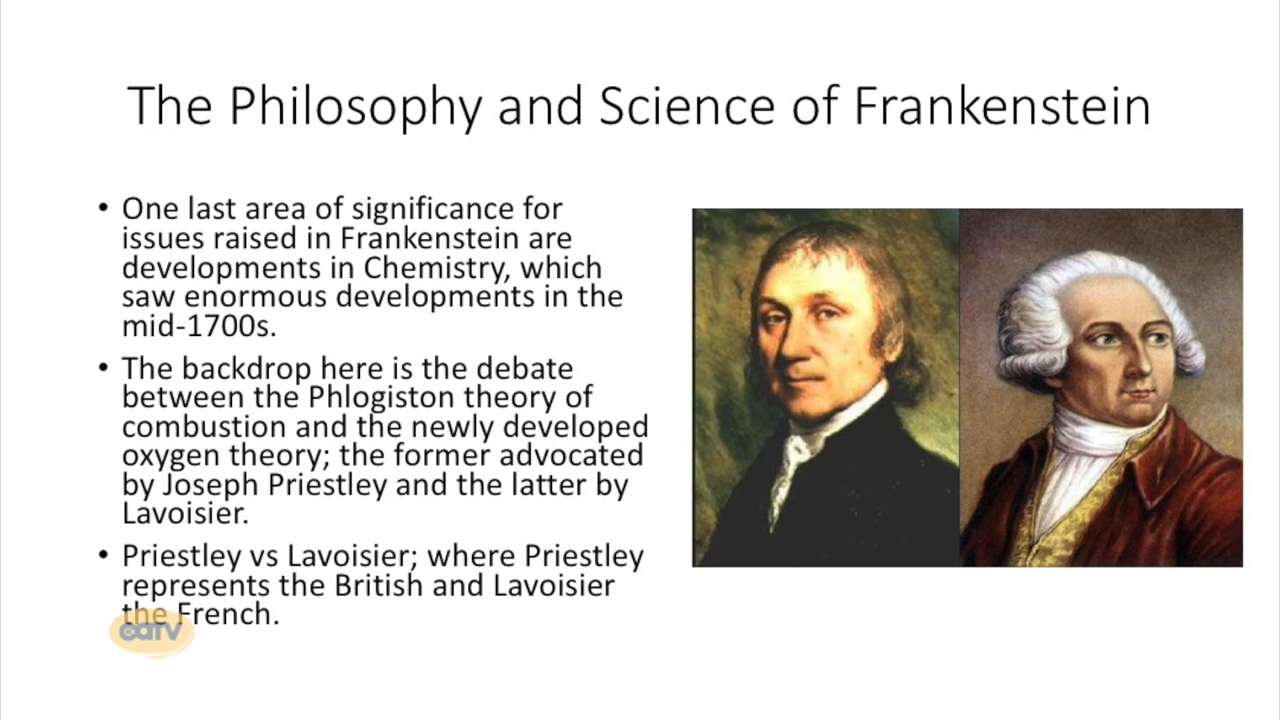 The Philosophy and Science of Frankenstein
• One last area of significance for
issues raised in Frankenstein are
developments in Chemistry, which
saw enormous developments in the
mid-1700s.
• The backdrop here is the debate
between the Phlogiston theory of
combustion and the newly developed
oxygen theory; the former advocated
by Joseph Priestley and the latter by
Lavoisier.
• Priestley vs Lavoisier; where Priestley
represents the British and Lavoisier
the French.
catv